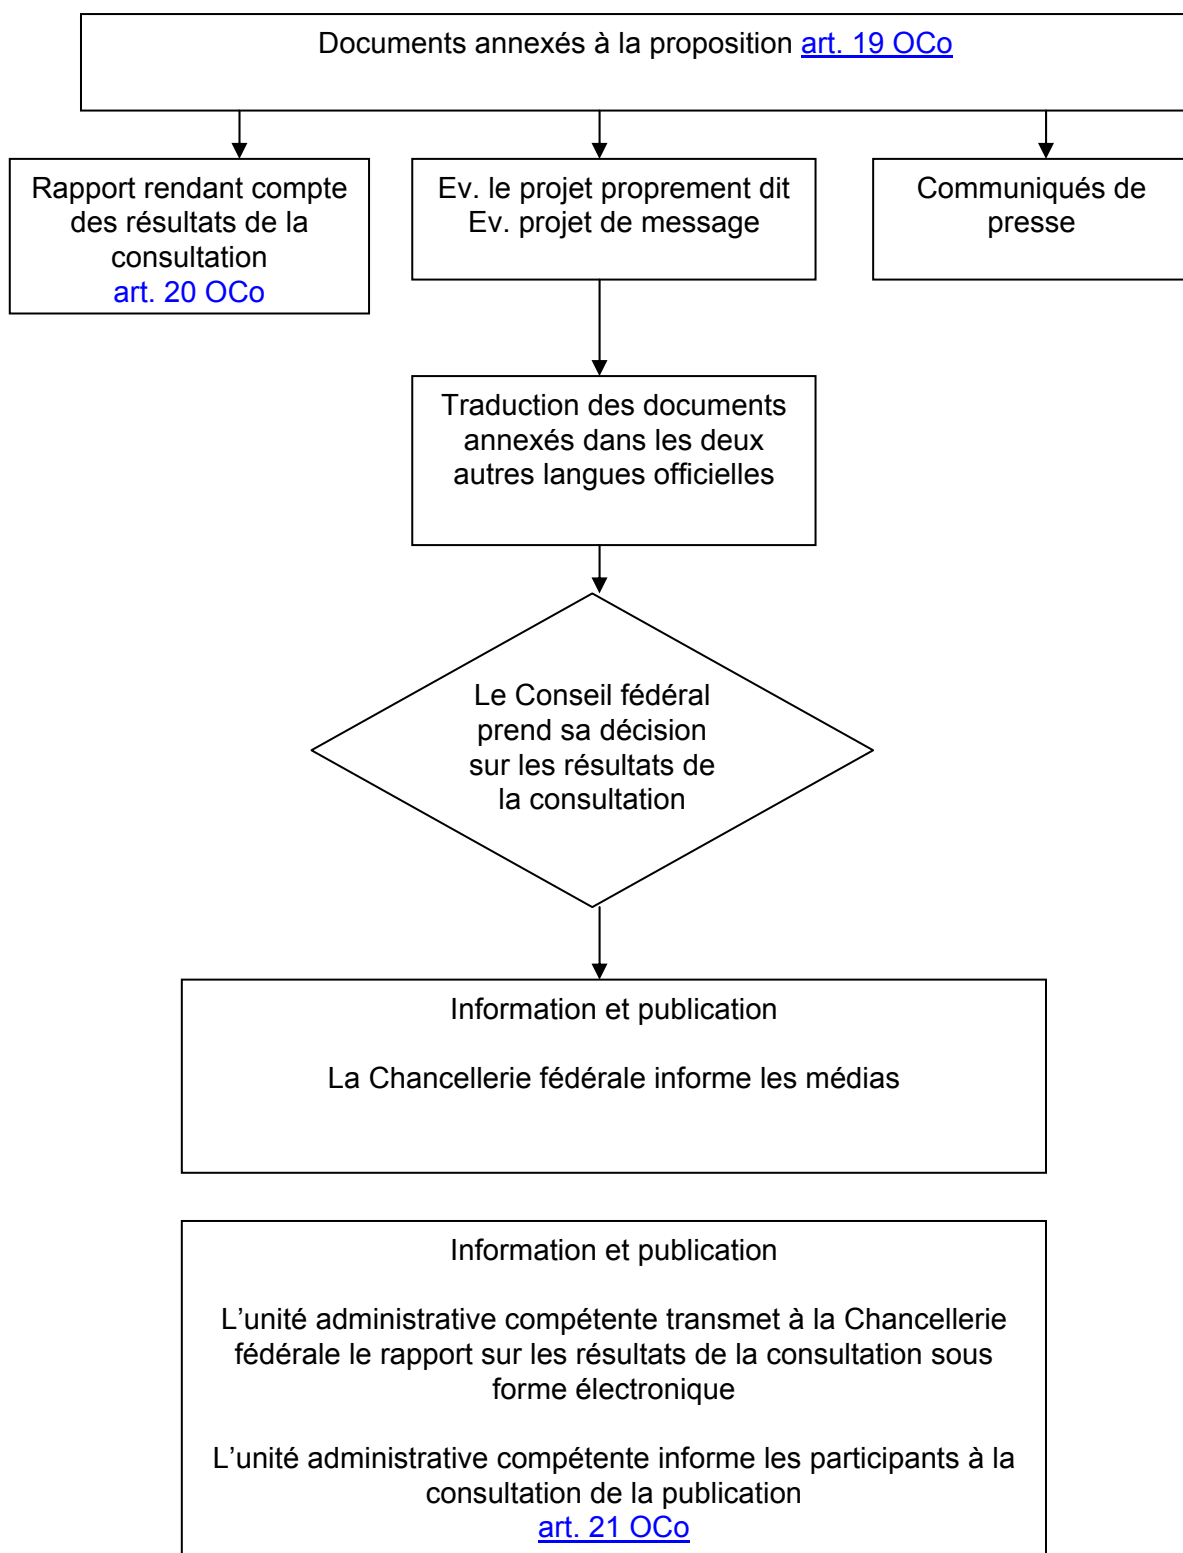 Documents annexés à la proposition art. 19 OCo
Rapport rendant compte
des résultats de la
consultation
art. 20 OCo
Ev. le projet proprement dit
Ev. projet de message
Communiqués de
presse
Traduction des documents
annexés dans les deux
autres langues officielles
Le Conseil fédéral
prend sa décision
sur les résultats de
la consultation
Information et publication
La Chancellerie fédérale informe les médias
Information et publication
L’unité administrative compétente transmet à la Chancellerie
fédérale le rapport sur les résultats de la consultation sous
forme électronique
L’unité administrative compétente informe les participants à la
consultation de la publication
art. 21 OCo